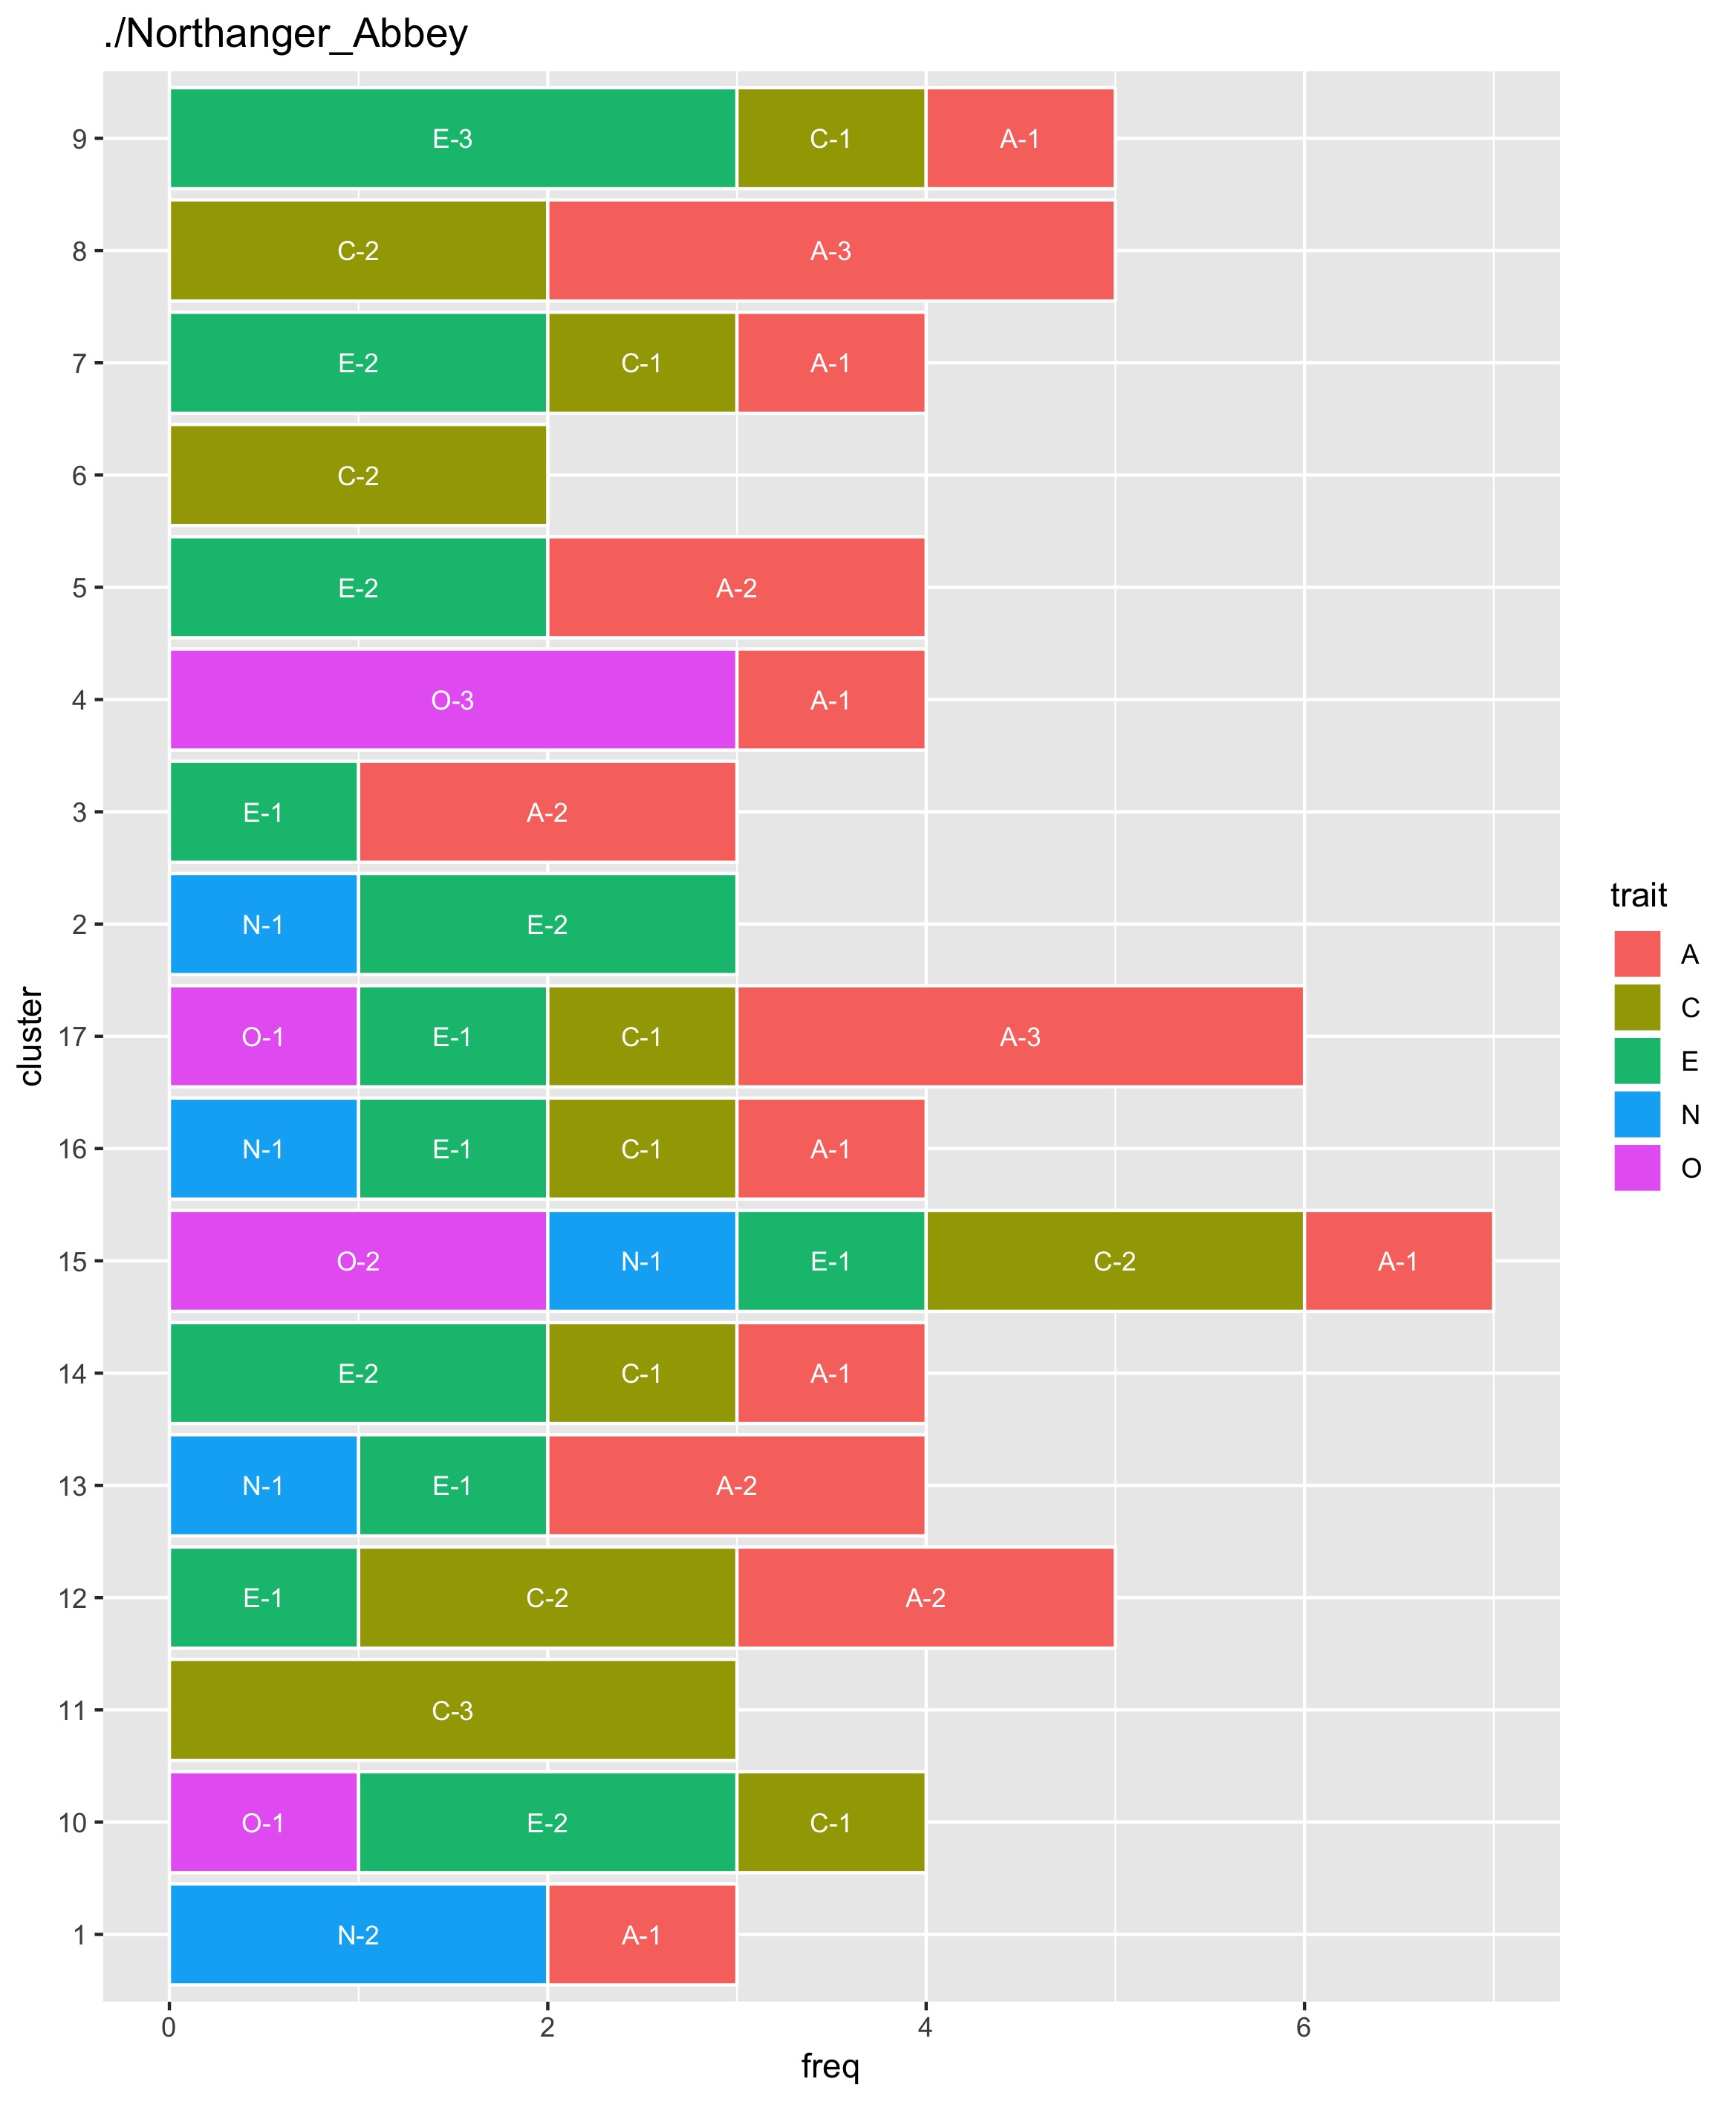 ./Northanger_Abbey
9 E-3 C-1 A-1
8 C-2 A-3
7 E-2 C-1 A-1
6 C-2
5 E-2 A-2
4 O-3 A-1
3 E-1 A-2
2 N-1 E-2
17 O-1 E-1 C-1 A-3
16 N-1 E-1 C-1 A-1
15 O-2 N-1 E-1 C-2 A-1
14 E-2 C-1 A-1
13 N-1 E-1 A-2
12 E-1 C-2 A-2
11 C-3
10 O-1 E-2 C-1
1 N-2 A-1
0 2 4 6
freq
cluster
trait
A
C
E
N
O